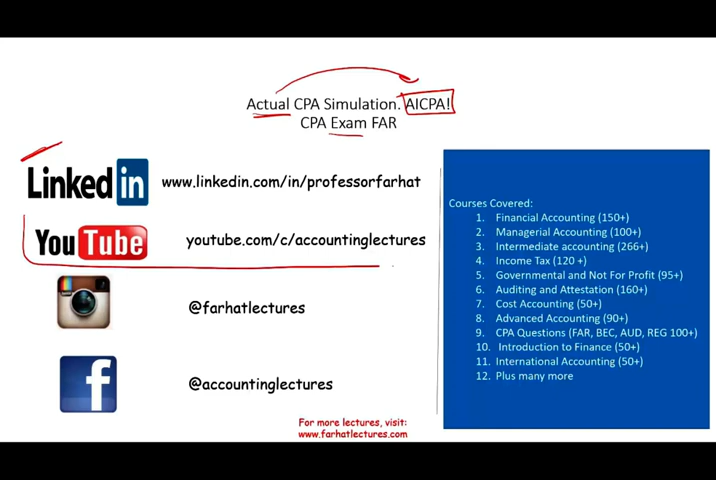 Actual CPA Simulation. AICPA!
CPA Exam FAR
Linked in
www.linkedin.com/in/professorfarhat
YouTube
youtube.com/c/accountinglectures
@farhatlectures
@accountinglectures
For more lectures, visit:
www.farhatlectures.com
Courses Covered:
1. Financial Accounting (150+)
2. Managerial Accounting (100+)
3. Intermediate accounting (266+)
4. Income Tax (120 +)
5. Governmental and Not For Profit (95+)
6. Auditing and Attestation (160+)
7. Cost Accounting (50+)
8. Advanced Accounting (90+)
9. CPA Questions (FAR, BEC, AUD, REG 100+)
10. Introduction to Finance (50+)
11. International Accounting (50+)
12. Plus many more